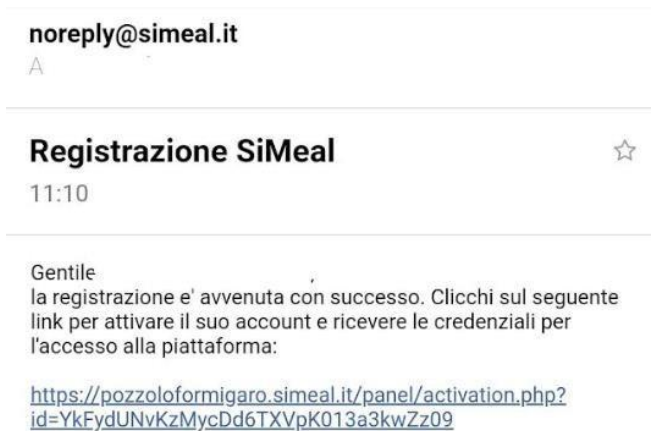 noreply@simeal.it
A
Registrazione SiMeal
11:10
Gentile ,
la registrazione e' avvenuta con successo. Clicchi sul seguente
link per attivare il suo account e ricevere le credenziali per
l'accesso alla piattaforma:
https://pozzoloformigaro.simeal.it/panel/activation.php?
id=YkFydUNvKzMycDd6TXVpK013a3kwZz09